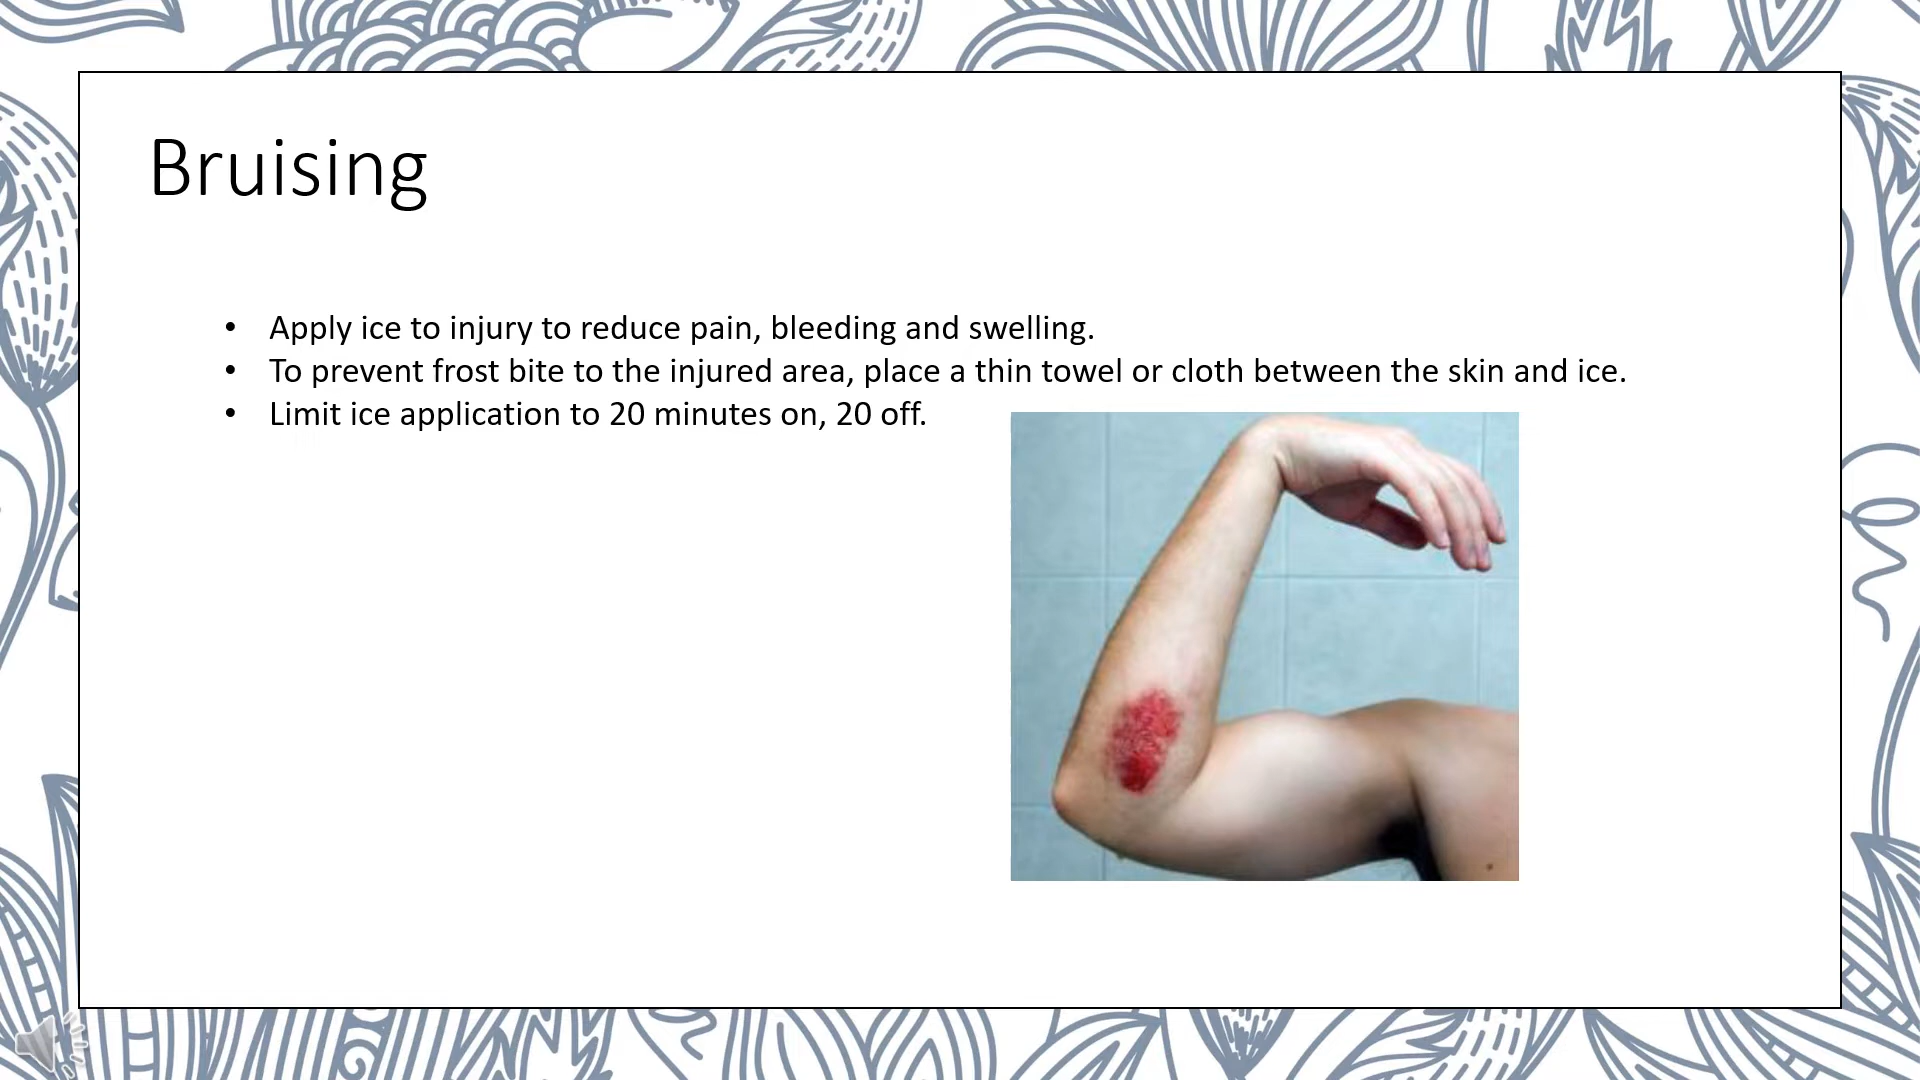 Bruising
• Apply ice to injury to reduce pain, bleeding and swelling.
• To prevent frost bite to the injured area, place a thin towel or cloth between the skin and ice.
• Limit ice application to 20 minutes on, 20 off.